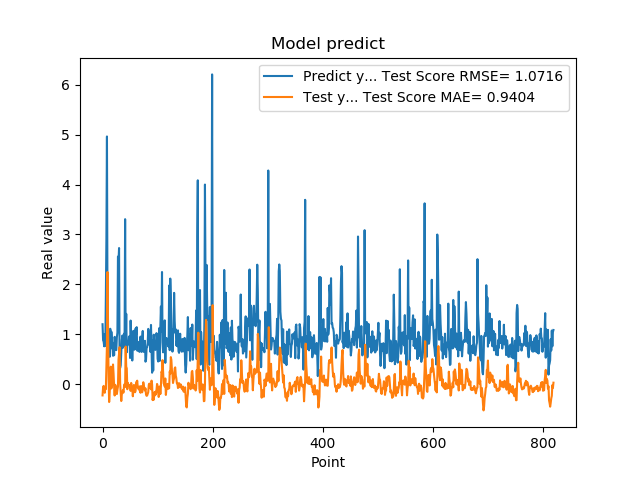 Model predict
Predict y... Test Score RMSE= 1.0716
Test y... Test Score MAE= 0.9404
6
5
4
3
2
1
0
Real value
0 200 400 600 800
Point